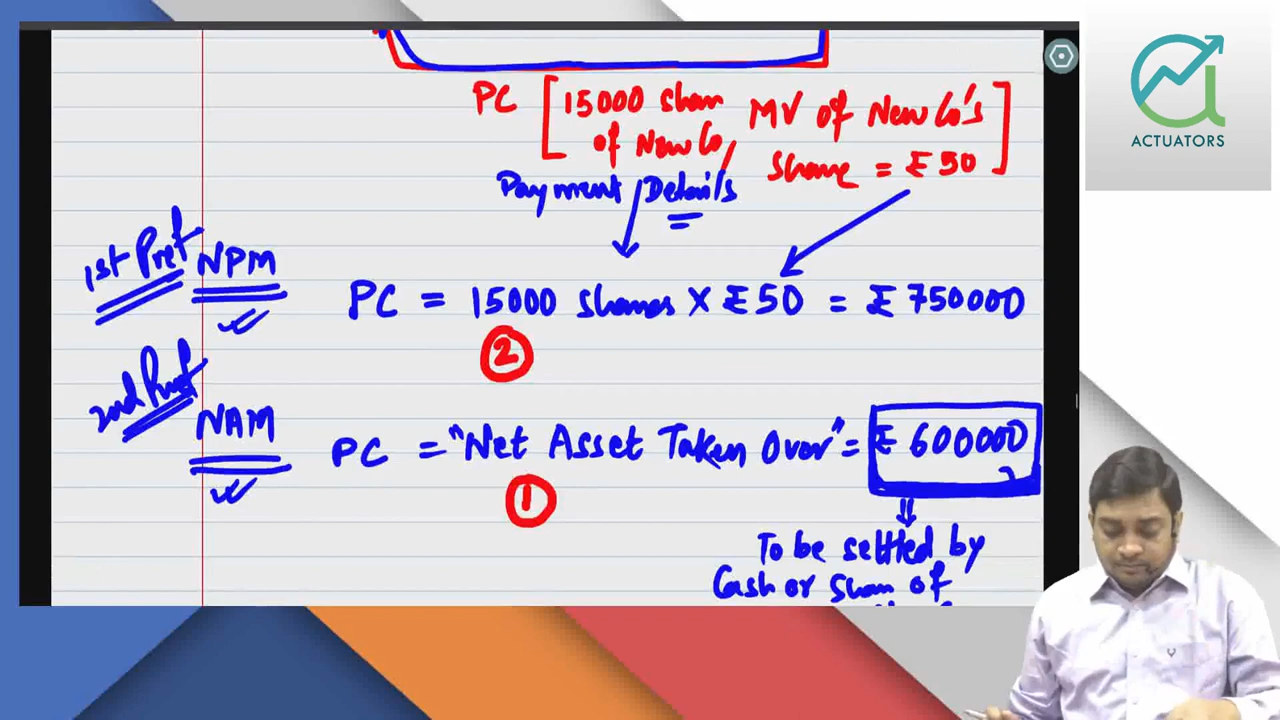 PC [15000 share MV of New Co's
of New Co, Share = ₹ 50]
Payment Details
1st Pref NPM
PC = 15000 shares X ₹ 50 = ₹ 750000
2
2nd Pref
NAM PC = "Net Asset Taken Over" = ₹ 600000
1
To be settled by
Cash or Share of
ACTUATORS